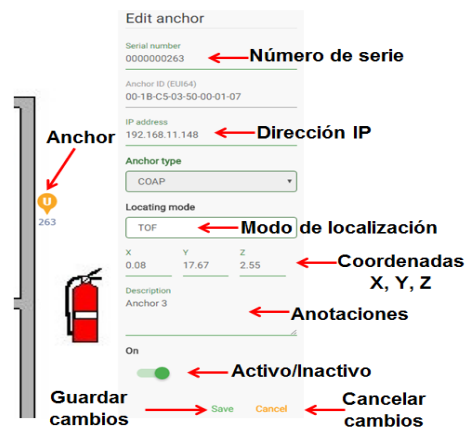 Edit anchor
Serial number
0000000263
Número de serie
Anchor ID (EUI64)
00-1B-C5-03-50-00-01-07
IP address
192.168.11.148
Dirección IP
Anchor
Anchor type
COAP
U
263
Locating mode
TOF
Modo de localización
X Y Z
0.08 17.67 2.55
Coordenadas
X, Y, Z
Description
Anchor 3
Anotaciones
On
Activo/Inactivo
Guardar
cambios
Save Cancel
Cancelar
cambios